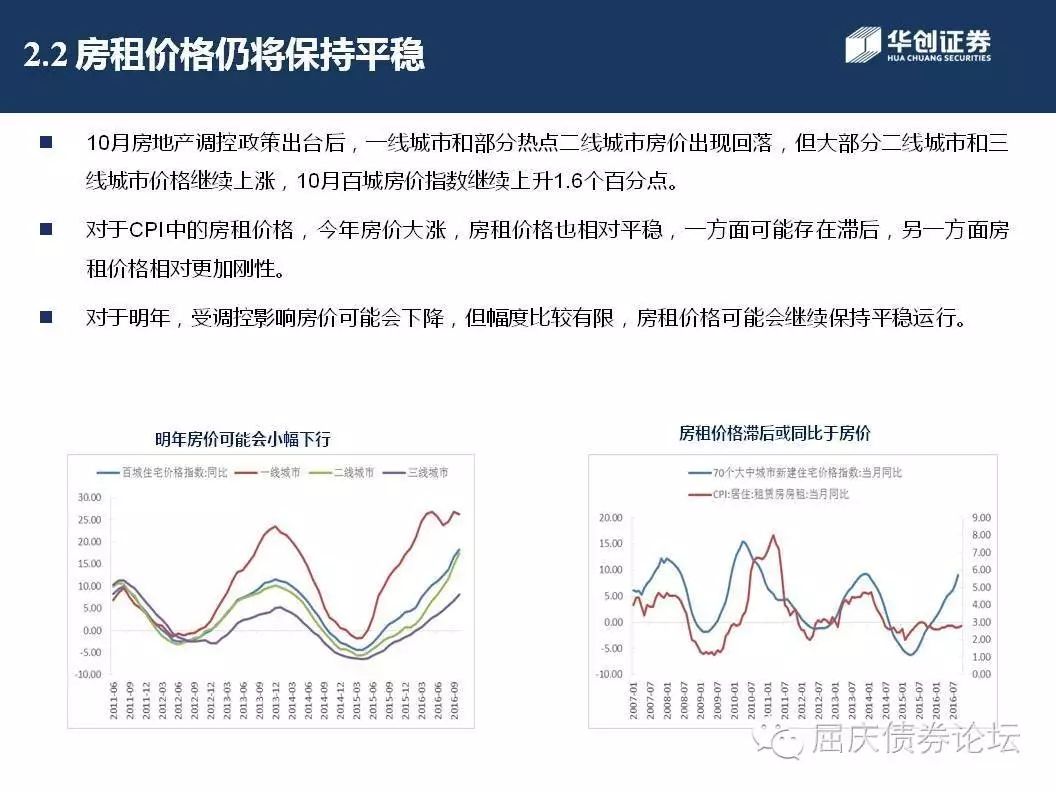 2.2 房租价格仍将保持平稳
华创证券
HUA CHUANG SECURITIES
10月房地产调控政策出台后，一线城市和部分热点二线城市房价出现回落，但大部分二线城市和三
线城市价格继续上涨，10月百城房价指数继续上升1.6个百分点。
对于CPI中的房租价格，今年房价大涨，房租价格也相对平稳，一方面可能存在滞后，另一方面房
租价格相对更加刚性。
对于明年，受调控影响房价可能会下降，但幅度比较有限，房租价格可能会继续保持平稳运行。
明年房价可能会小幅下行
百城住宅价格指数:同比 一线城市 二线城市 三线城市
30.00
25.00
20.00
15.00
10.00
5.00
0.00
-5.00
-10.00
2011-06 2011-09 2011-12 2012-03 2012-06 2012-09 2012-12 2013-03 2013-06 2013-09 2013-12 2014-03 2014-06 2014-09 2014-12 2015-03 2015-06 2015-09 2015-12 2016-03 2016-06 2016-09
房租价格滞后或同比于房价
70个大中城市新建住宅价格指数:当月同比
CPI:居住:租赁房房租:当月同比
20.00
15.00
10.00
5.00
0.00
-5.00
-10.00
9.00
8.00
7.00
6.00
5.00
4.00
3.00
2.00
1.00
0.00
2007-01 2007-07 2008-01 2008-07 2009-01 2009-07 2010-01 2010-07 2011-01 2011-07 2012-01 2012-07 2013-01 2013-07 2014-01 2014-07 2015-01 2015-07 2016-01 2016-07
屈庆债券论坛